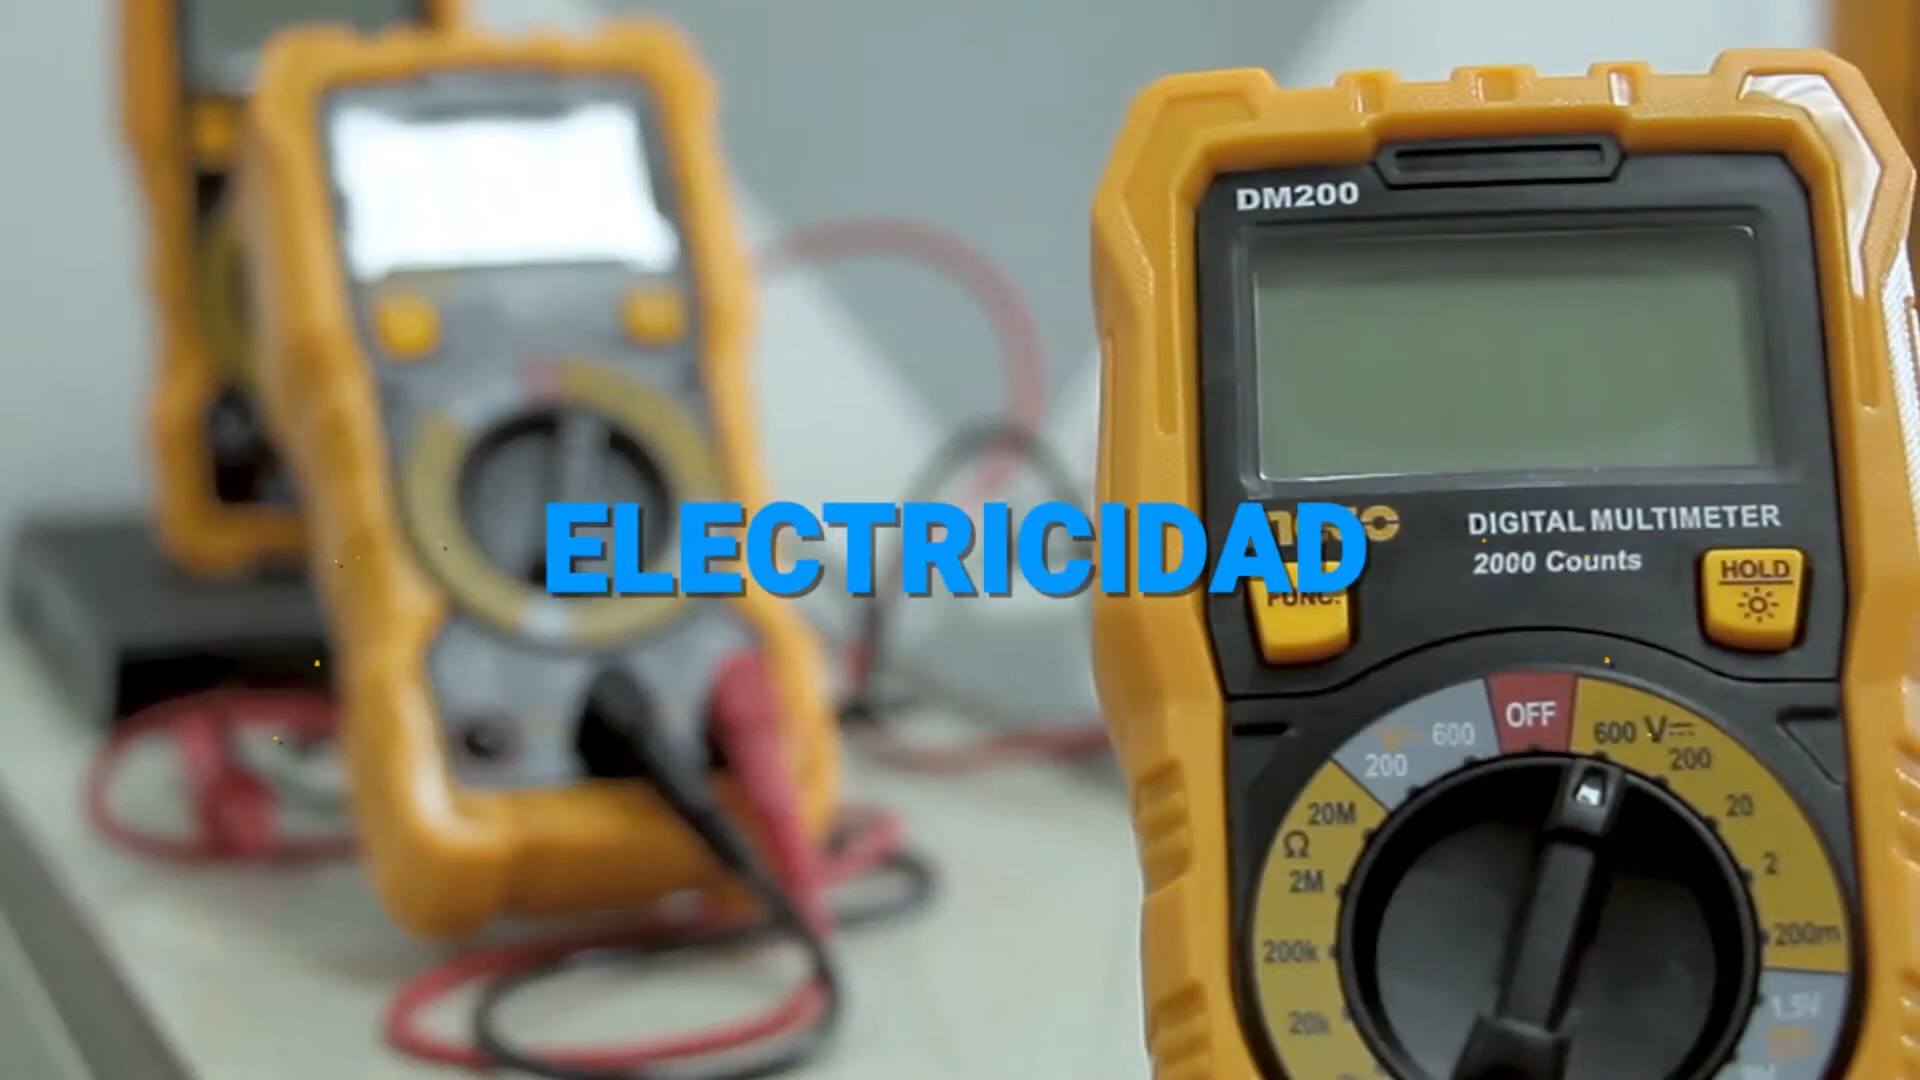 DM200
ELECTRICIDAD
DIGITAL MULTIMETER
2000 Counts
FUNC.
HOLD
OFF
600
200
600 V
200
20
2
200m
20M
Ω
2M
200k
20k
1.5V